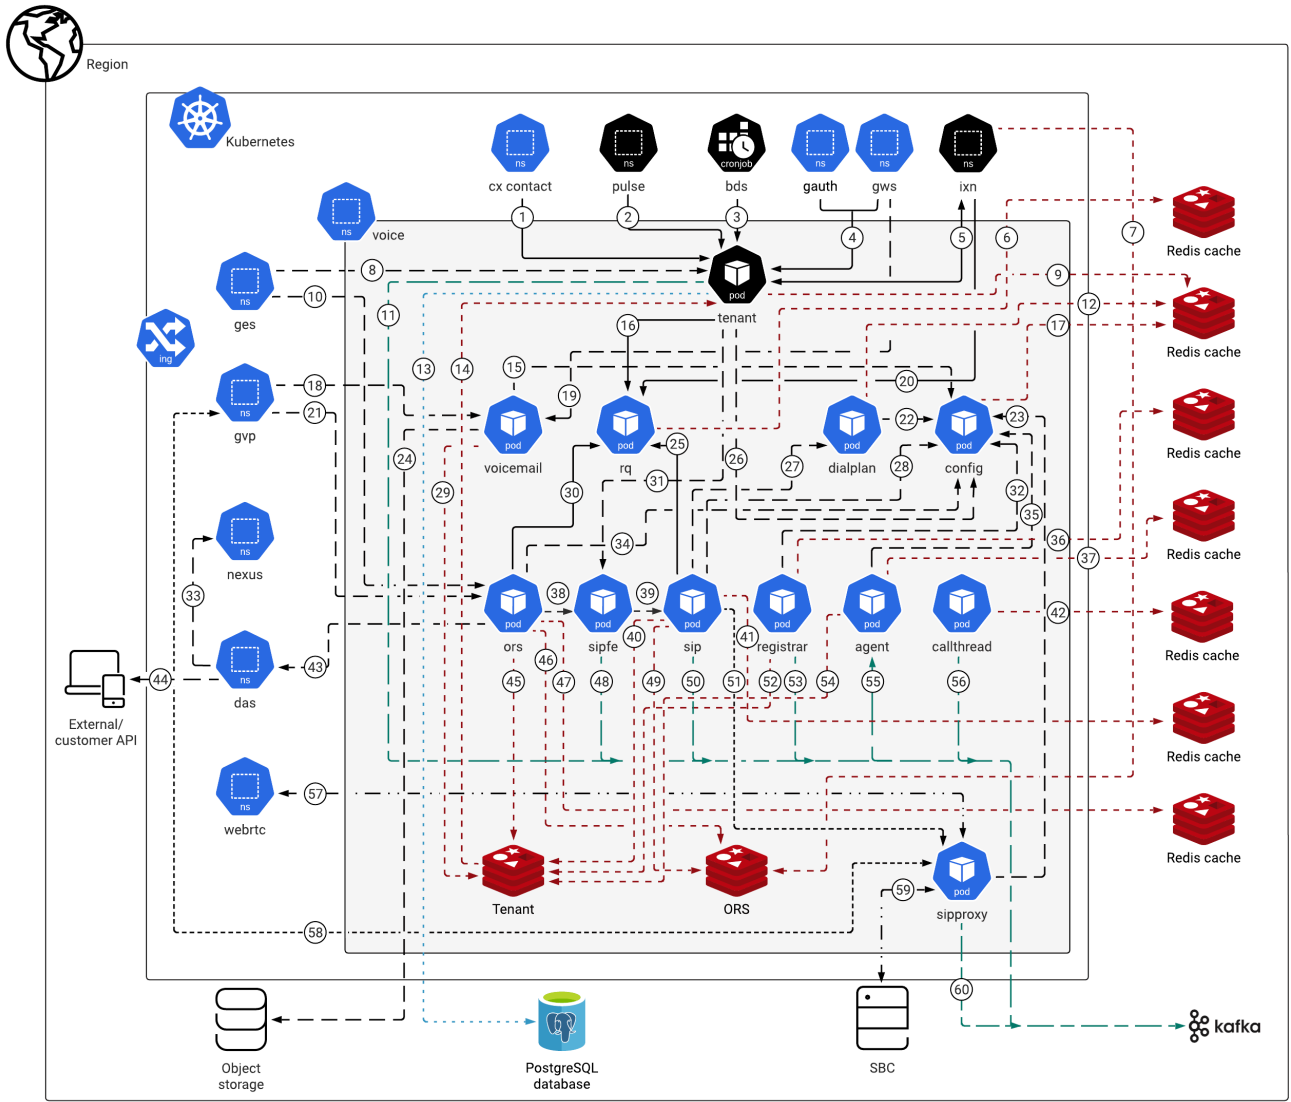 Region
Kubernetes
ns
ns
cronjob
ns
ns
ns
cx contact
pulse
bds
gauth
gws
ixn
ns
voice
1
2
3
4
5
6
7
Redis cache
ns
ges
8
9
10
11
12
pod
tenant
13
14
15
16
17
Redis cache
ing
18
19
20
ns
gvp
21
22
23
pod
voicemail
pod
rq
pod
dialplan
pod
config
Redis cache
24
25
26
27
28
29
30
31
32
ns
nexus
33
34
35
36
37
Redis cache
38
39
pod
ors
pod
sipfe
pod
sip
pod
registrar
pod
agent
pod
callthread
40
41
42
Redis cache
43
44
ns
das
45
46
47
48
49
50
51
52
53
54
55
56
External/
customer API
Redis cache
57
ns
webrtc
Redis cache
Tenant
ORS
pod
sipproxy
58
59
60
Object
storage
PostgreSQL
database
SBC
kafka